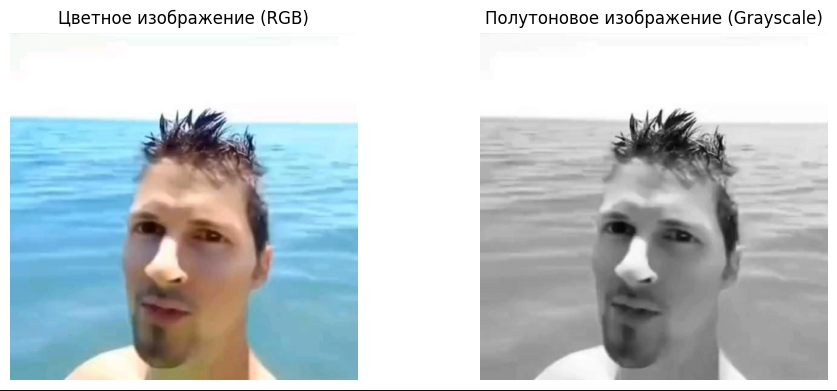 Цветное изображение (RGB)
Полутоновое изображение (Grayscale)